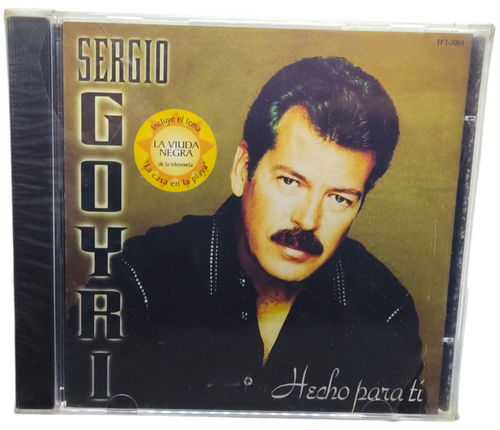 SERGIO
GOYRI
Incluye el tema
LA VIUDA
NEGRA
de la telenovela
"La casa en la playa"
Hecho para ti